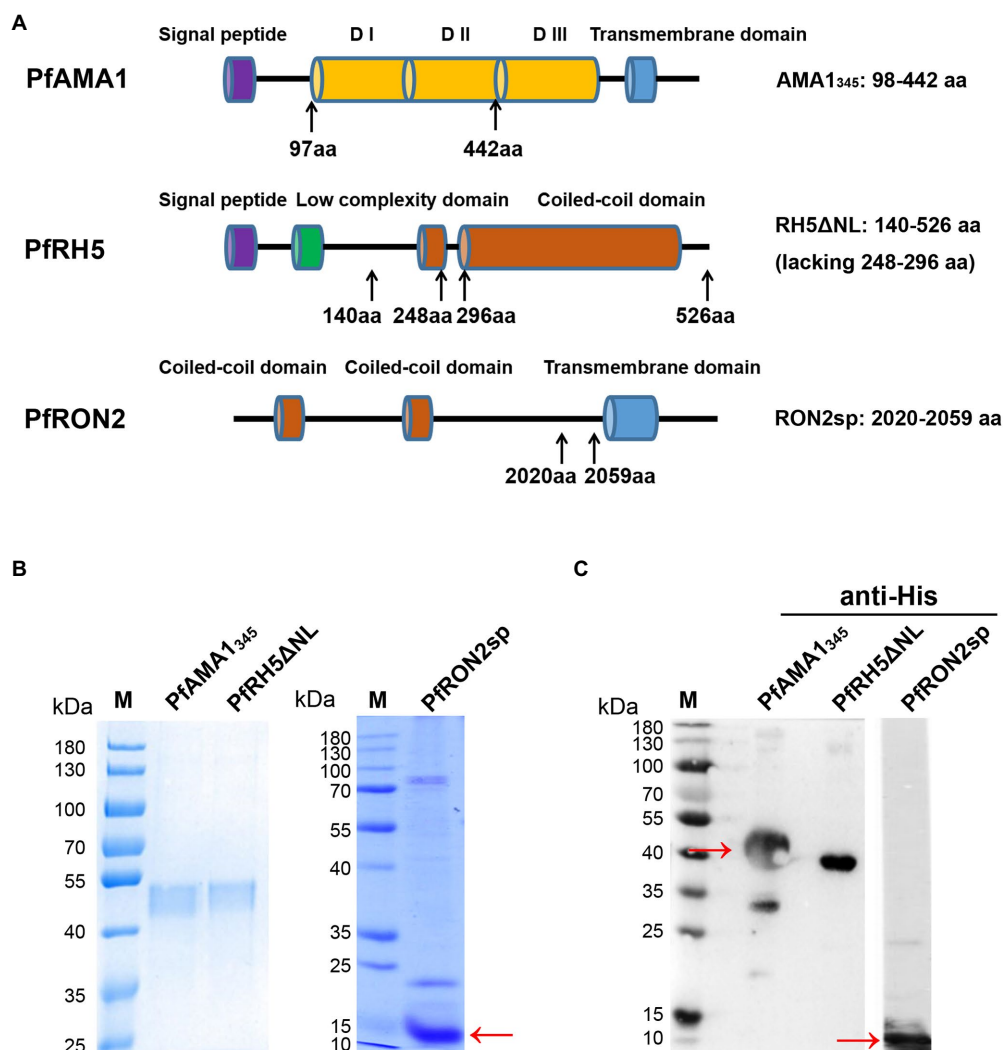 A
Signal peptide D I D II D III Transmembrane domain
PfAMA1
AMA1₃₄₅: 98-442 aa
97aa 442aa
Signal peptide Low complexity domain Coiled-coil domain
PfRH5
RH5ΔNL: 140-526 aa
(lacking 248-296 aa)
140aa 248aa 296aa 526aa
Coiled-coil domain Coiled-coil domain Transmembrane domain
PfRON2
RON2sp: 2020-2059 aa
2020aa 2059aa
B
kDa M PfAMA1₃₄₅ PfRH5ΔNL
180
130
100
70
55
40
35
25
kDa M PfRON2sp
180
130
100
70
55
40
35
25
15
10
C
anti-His
kDa M PfAMA1₃₄₅ PfRH5ΔNL PfRON2sp
180
130
100
70
55
40
35
25
15
10